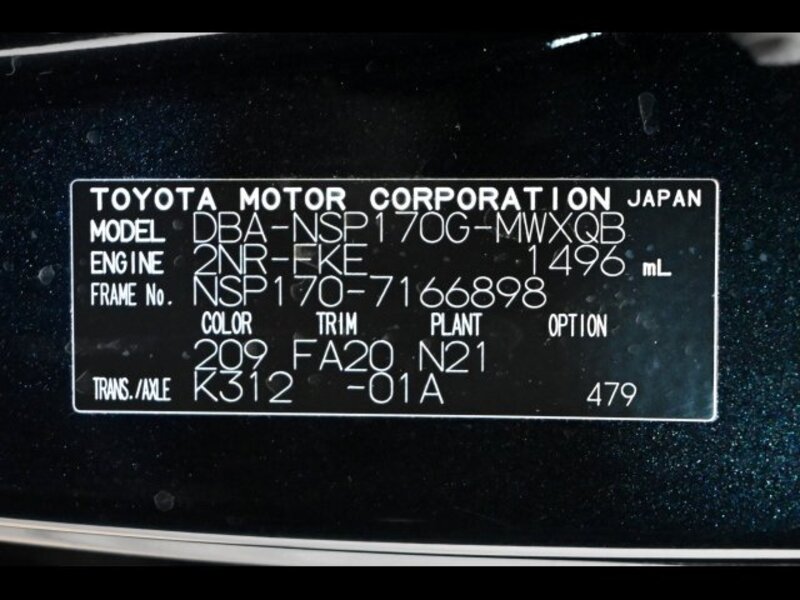 TOYOTA MOTOR CORPORATION JAPAN
MODEL DBA-NSP170G-MWXQB
ENGINE 2NR-FKE 1496 mL
FRAME No. NSP170-7166898
COLOR TRIM PLANT OPTION
209 FA20 N21
TRANS./AXLE K312 -01A 479